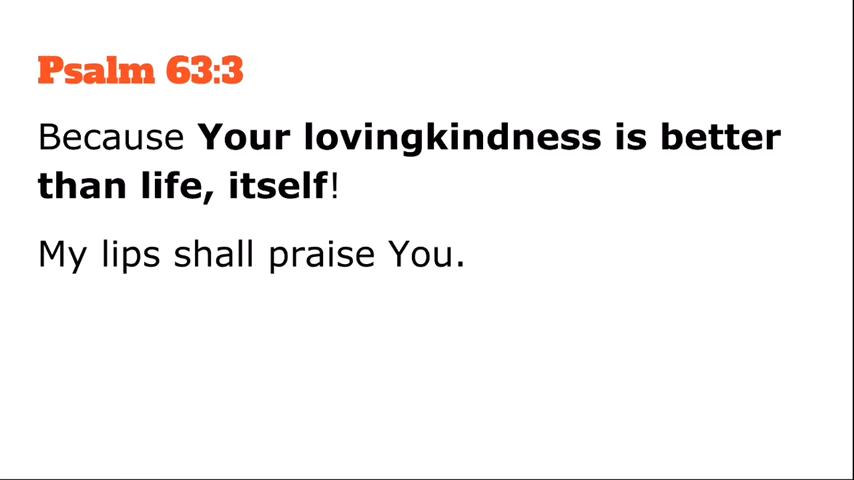 Psalm 63:3
Because Your lovingkindness is better
than life, itself!
My lips shall praise You.